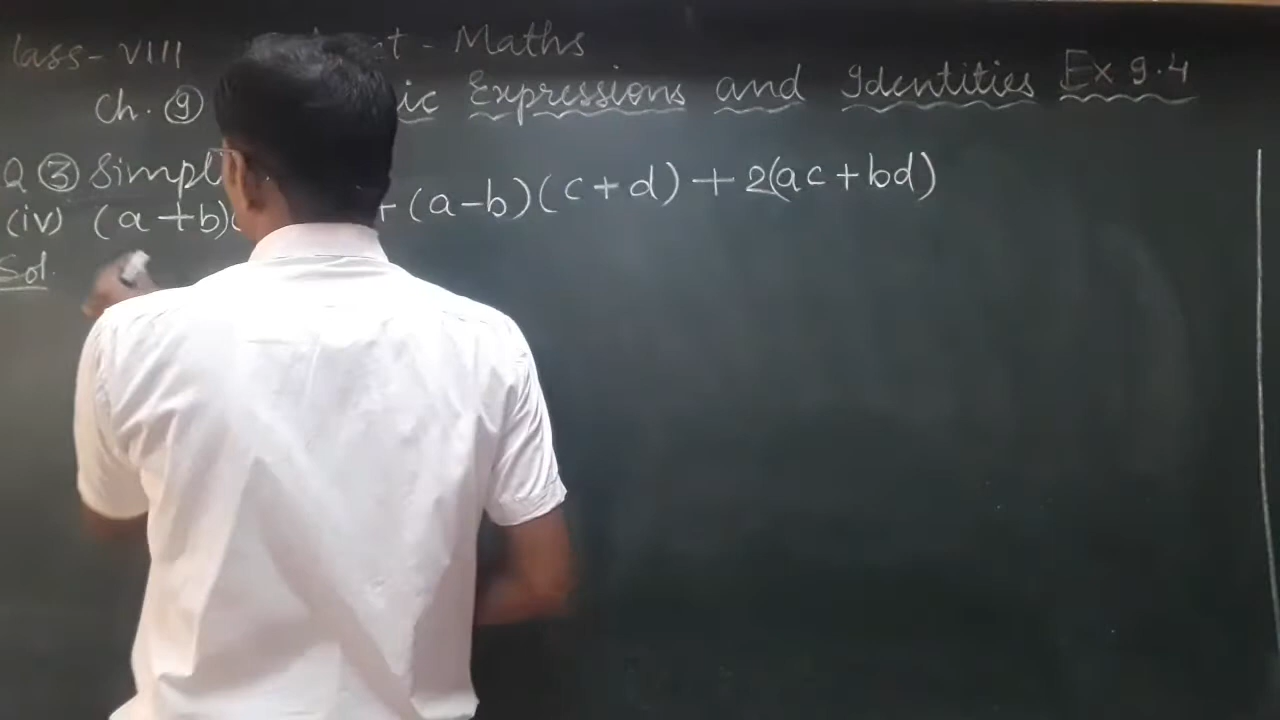 lass - VIII t - Maths
Ch. 9 ic Expressions and Identities Ex 9.4
Q 3 Simpl
(iv) (a+b)( + (a-b)(c+d) + 2(ac+bd)
Sol.